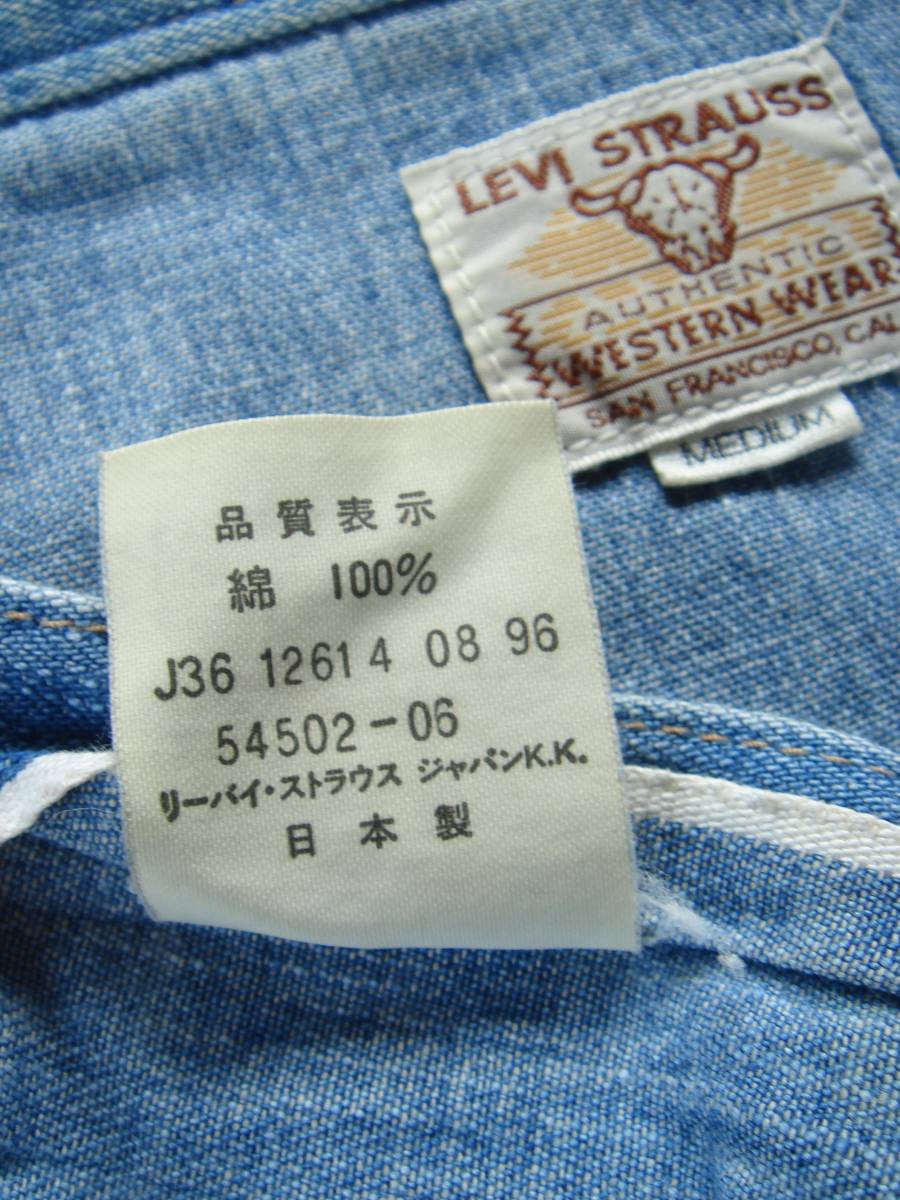 LEVI STRAUSS
AUTHENTIC
WESTERN WEAR
SAN FRANCISCO, CAL
MEDIUM
品質表示
綿 100%
J36 12614 08 96
54502-06
リーバイ・ストラウス ジャパンK.K.
日本製